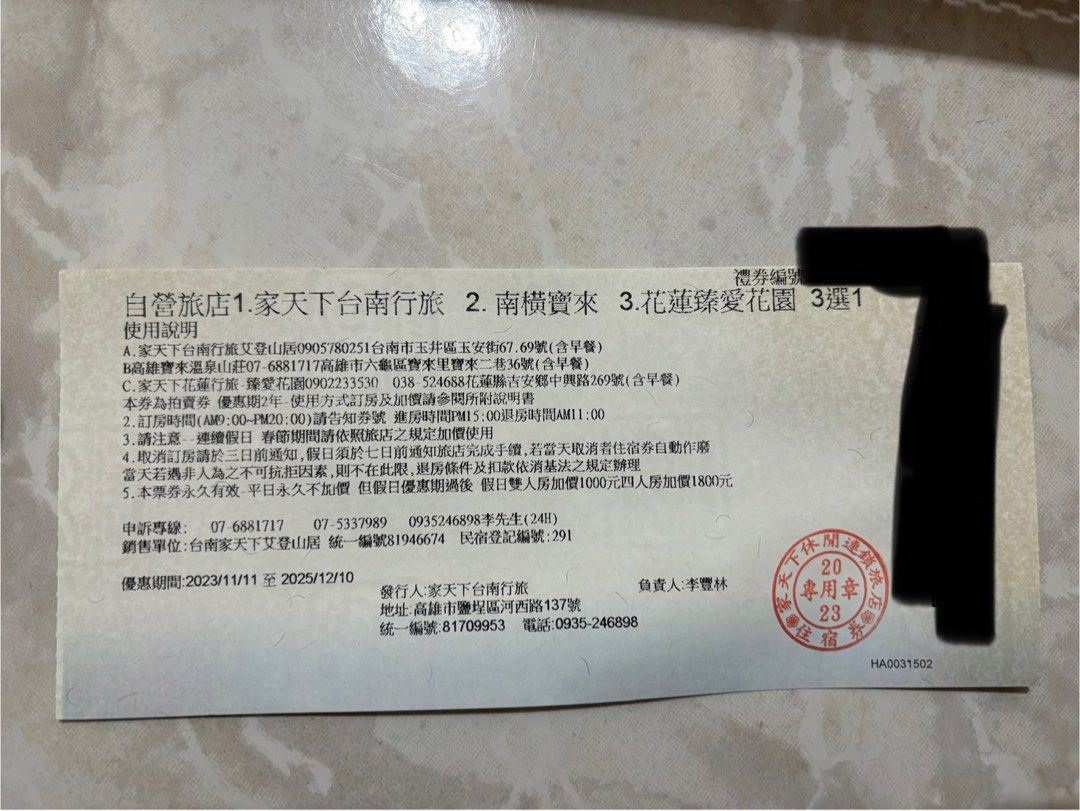 禮券編號
自營旅店1.家天下台南行旅 2. 南橫寶來 3.花蓮臻愛花園 3選1
使用說明
A.家天下台南行旅艾登山居0905780251台南市玉井區玉安街67.69號(含早餐)
B高雄寶來溫泉山莊07-6881717高雄市六龜區寶來里寶來二巷36號(含早餐)
C.家天下花蓮行旅-臻愛花園0902233530 038-524688花蓮縣吉安鄉中興路269號(含早餐)
本券為拍賣券 優惠期2年-使用方式訂房及加價請參閱所附說明書
2.訂房時間(AM9:00~PM20:00)請告知券號 進房時間PM15:00退房時間AM11:00
3.請注意--連續假日 春節期間請依照旅店之規定加價使用
4.取消訂房請於三日前通知,假日須於七日前通知旅店完成手續,若當天取消者住宿券自動作廢
當天若遇非人為之不可抗拒因素,則不在此限,退房條件及扣款依消基法之規定辦理
5.本票券永久有效-平日永久不加價 但假日優惠期過後 假日雙人房加價1000元四人房加價1800元
申訴專線: 07-6881717 07-5337989 0935246898李先生(24H)
銷售單位:台南家天下艾登山居 統一編號81946674 民宿登記編號:291
優惠期間:2023/11/11 至 2025/12/10
發行人:家天下台南行旅 負責人:李豐林
地址:高雄市鹽埕區河西路137號
統一編號:81709953 電話:0935-246898
家天下休閒連鎖旅店
20
專用章
23
住宿券
HA0031502